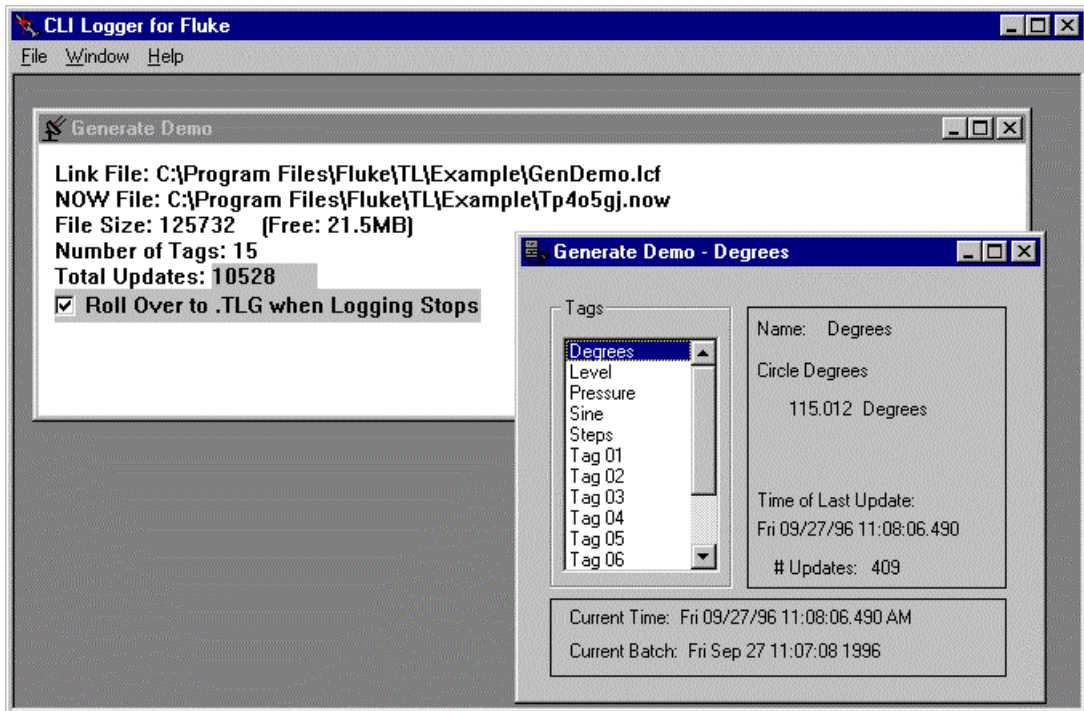 CLI Logger for Fluke
File Window Help
Generate Demo
Link File: C:\Program Files\Fluke\TL\Example\GenDemo.lcf
NOW File: C:\Program Files\Fluke\TL\Example\Tp4o5gj.now
File Size: 125732 (Free: 21.5MB)
Number of Tags: 15
Total Updates: 10528
Roll Over to .TLG when Logging Stops
Generate Demo - Degrees
Tags
Degrees
Level
Pressure
Sine
Steps
Tag 01
Tag 02
Tag 03
Tag 04
Tag 05
Tag 06
Name: Degrees
Circle Degrees
115.012 Degrees
Time of Last Update:
Fri 09/27/96 11:08:06.490
# Updates: 409
Current Time: Fri 09/27/96 11:08:06.490 AM
Current Batch: Fri Sep 27 11:07:08 1996